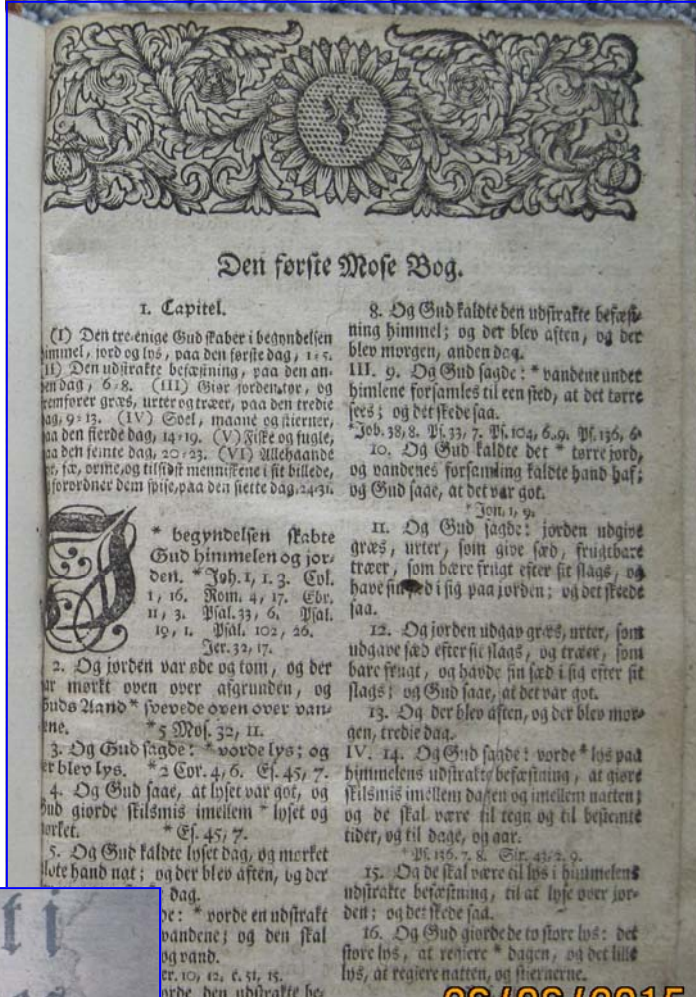 Den første Mose Bog.
1. Capitel.
(I) Den tre-enige Gud skaber i begyndelsen
himmel, jord og lys, paa den første dag, 1-5.
(II) Den udstrakte befæstning, paa den an-
den dag, 6-8. (III) Giør jorden tør, og
fremfører græs, urter og træer, paa den tredie
dag, 9-13. (IV) Soel, maane og stierner,
paa den fierde dag, 14-19. (V) Fiske og fugle,
paa den femte dag, 20-23. (VI) Allehaande
fæ, orme, og tilsidst menniskene i sit billede,
forordner dem spise, paa den siette dag, 24-31.
I
* begyndelsen skabte
Gud himmelen og jor-
den. * Joh. 1, 1. 3. Col.
1, 16. Rom. 4, 17. Ebr.
11, 3. Psal. 33, 6. Psal.
19, 1. Psal. 102, 26.
Jer. 32, 17.
2. Og jorden var øde og tom, og der
var mørkt oven over afgrunden, og
Guds Aand * svevede oven over van-
ene. * 5 Mos. 32, 11.
3. Og Gud sagde: * vorde lys; og
er blev lys. * 2 Cor. 4, 6. Es. 45, 7.
4. Og Gud saae, at lyset var got, og
Gud giorde skilsmis imellem * lyset og
mørket. * Es. 45, 7.
5. Og Gud kaldte lyset dag, og mørket
hand nat; og der blev aften, og der
dag.
: * vorde en udstrakt
vandene; og den skal
og vand.
10, 12. c. 51, 15.
vorde den udstrakte be-
8. Og Gud kaldte den udstrakte befæst-
ning himmel; og der blev aften, og der
blev morgen, anden dag.
III. 9. Og Gud sagde: * vandene under
himlene forsamles til een sted, at det tørre
sees; og det skede saa.
* Job. 38, 8. Ps. 33, 7. Ps. 104, 6. 9. Ps. 136, 6.
10. Og Gud kaldte det * tørre jord,
og vandenes forsamling kaldte hand haf;
og Gud saae, at det var got.
* Jon. 1, 9.
11. Og Gud sagde: jorden udgive
græs, urter, som give sæd, frugtbare
træer, som bære frugt efter sit slags, og
have sin sæd i sig paa jorden; og det skeede
saa.
12. Og jorden udgav græs, urter, som
udgave sæd efter sit slags, og træer, som
bare frugt, og havde sin sæd i sig efter sit
slags; og Gud saae, at det var got.
13. Og der blev aften, og der blev mor-
gen, tredie dag.
IV. 14. Og Gud sagde: vorde * lys paa
himmelens udstrakte befæstning, at giøre
skilsmis imellem dagen og imellem natten;
og de skal være til tegn og til bestemte
tider, og til dage, og aar.
* Ps. 136, 7. 8. Sir. 43, 2. 9.
15. Og de skal være til lys i himmelens
udstrakte befæstning, til at lyse over jor-
den; og det skede saa.
16. Og Gud giorde de to store lys: det
store lys, at regiere * dagen, og det lille
lys, at regiere natten, og stiernerne.